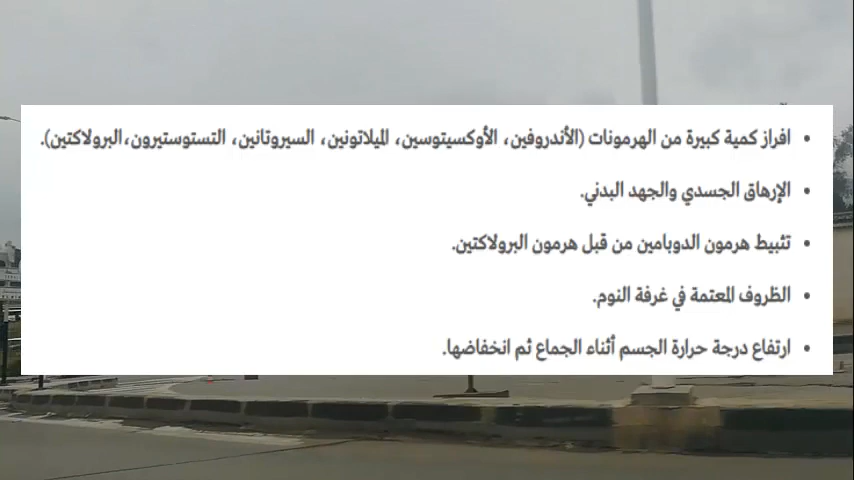 • افراز كمية كبيرة من الهرمونات (الأندروفين، الأوكسيتوسين، الميلاتونين، السيروتانين، التستوستيرون، البرولاكتين).
• الإرهاق الجسدي والجهد البدني.
• تثبيط هرمون الدوبامين من قبل هرمون البرولاكتين.
• الظروف المعتمة في غرفة النوم.
• ارتفاع درجة حرارة الجسم أثناء الجماع ثم انخفاضها.